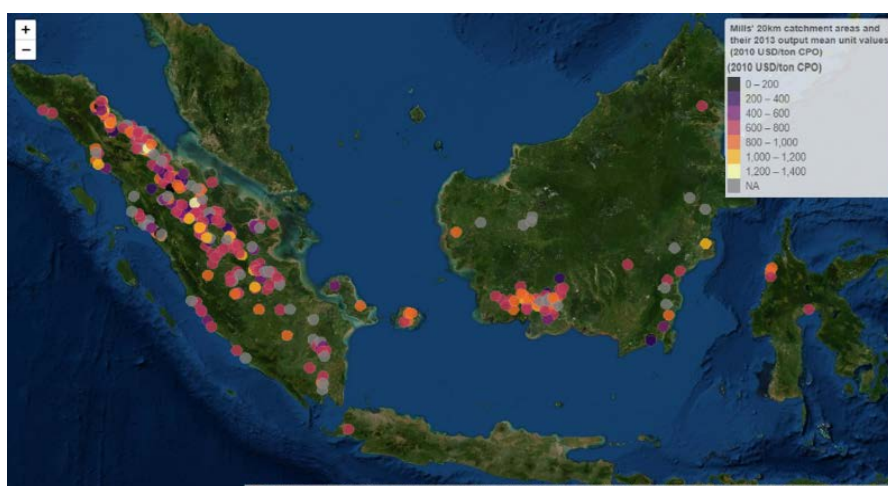 +
−
Mills' 20km catchment areas and
their 2013 output mean unit values
(2010 USD/ton CPO)
(2010 USD/ton CPO)
0 – 200
200 – 400
400 – 600
600 – 800
800 – 1,000
1,000 – 1,200
1,200 – 1,400
NA